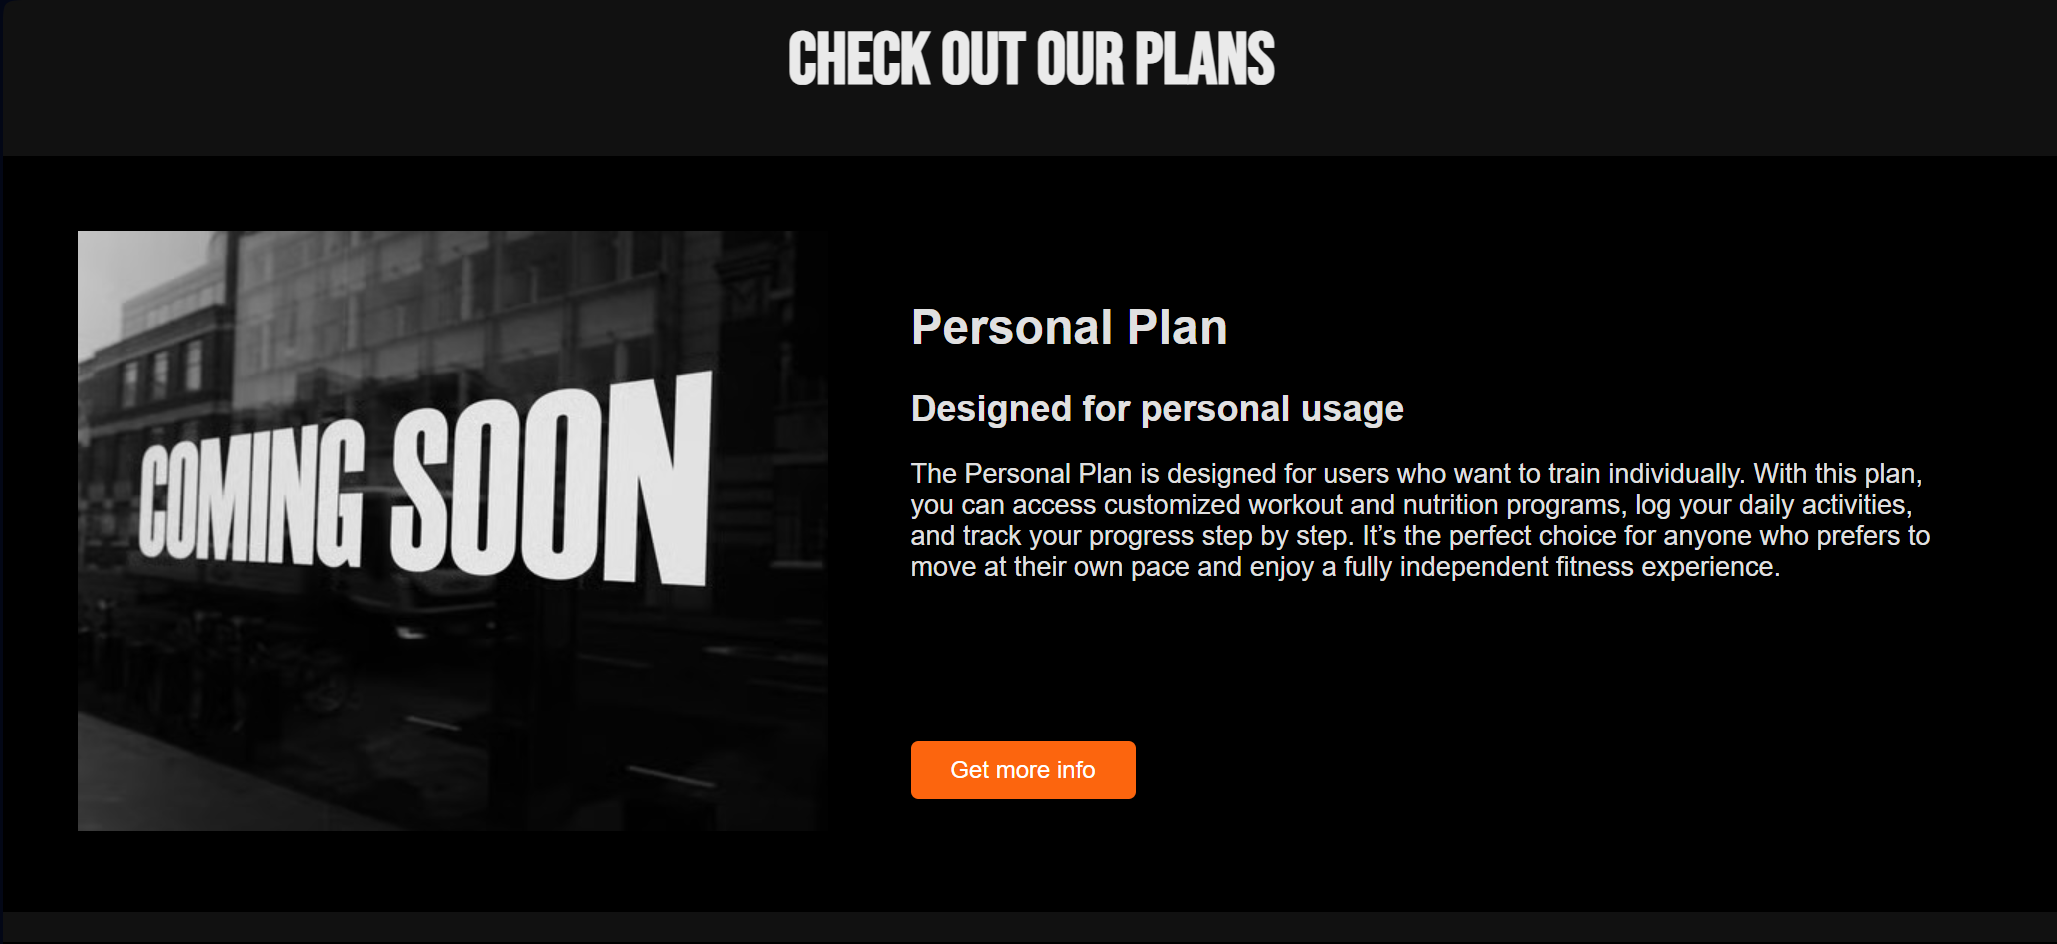 CHECK OUT OUR PLANS
COMING SOON
Personal Plan
Designed for personal usage
The Personal Plan is designed for users who want to train individually. With this plan,
you can access customized workout and nutrition programs, log your daily activities,
and track your progress step by step. It’s the perfect choice for anyone who prefers to
move at their own pace and enjoy a fully independent fitness experience.
Get more info